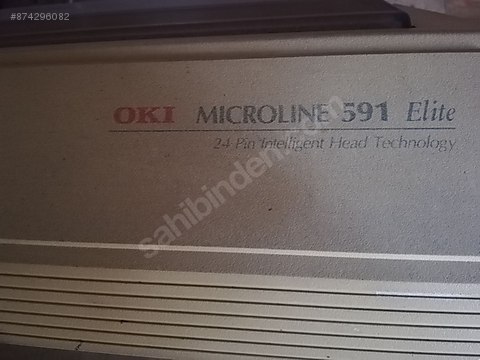 #874296082
OKI MICROLINE 591 Elite
24 Pin Intelligent Head Technology
sahibinden.com